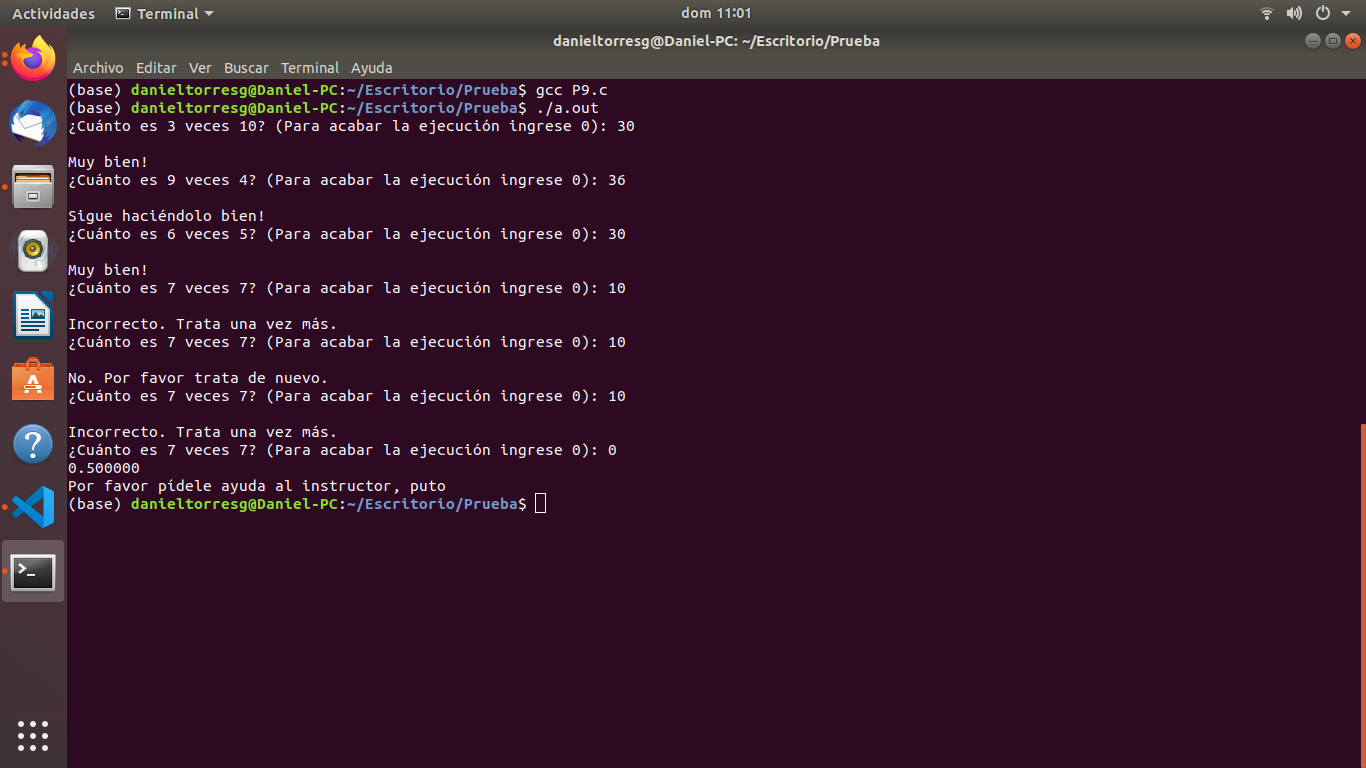 Actividades Terminal dom 11:01
danieltorresg@Daniel-PC: ~/Escritorio/Prueba
Archivo Editar Ver Buscar Terminal Ayuda
(base) danieltorresg@Daniel-PC:~/Escritorio/Prueba$ gcc P9.c
(base) danieltorresg@Daniel-PC:~/Escritorio/Prueba$ ./a.out
¿Cuánto es 3 veces 10? (Para acabar la ejecución ingrese 0): 30
Muy bien!
¿Cuánto es 9 veces 4? (Para acabar la ejecución ingrese 0): 36
Sigue haciéndolo bien!
¿Cuánto es 6 veces 5? (Para acabar la ejecución ingrese 0): 30
Muy bien!
¿Cuánto es 7 veces 7? (Para acabar la ejecución ingrese 0): 10
Incorrecto. Trata una vez más.
¿Cuánto es 7 veces 7? (Para acabar la ejecución ingrese 0): 10
No. Por favor trata de nuevo.
¿Cuánto es 7 veces 7? (Para acabar la ejecución ingrese 0): 10
Incorrecto. Trata una vez más.
¿Cuánto es 7 veces 7? (Para acabar la ejecución ingrese 0): 0
0.500000
Por favor pídele ayuda al instructor, puto
(base) danieltorresg@Daniel-PC:~/Escritorio/Prueba$